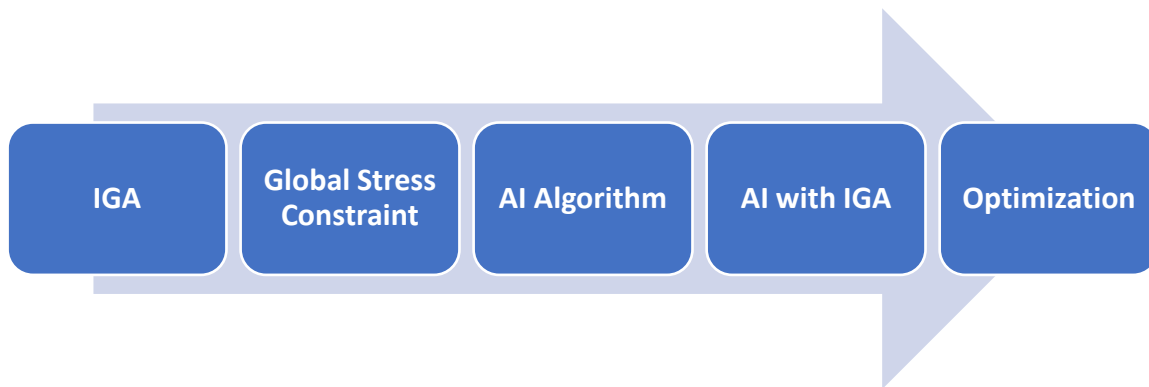 IGA
Global Stress
Constraint
AI Algorithm
AI with IGA
Optimization